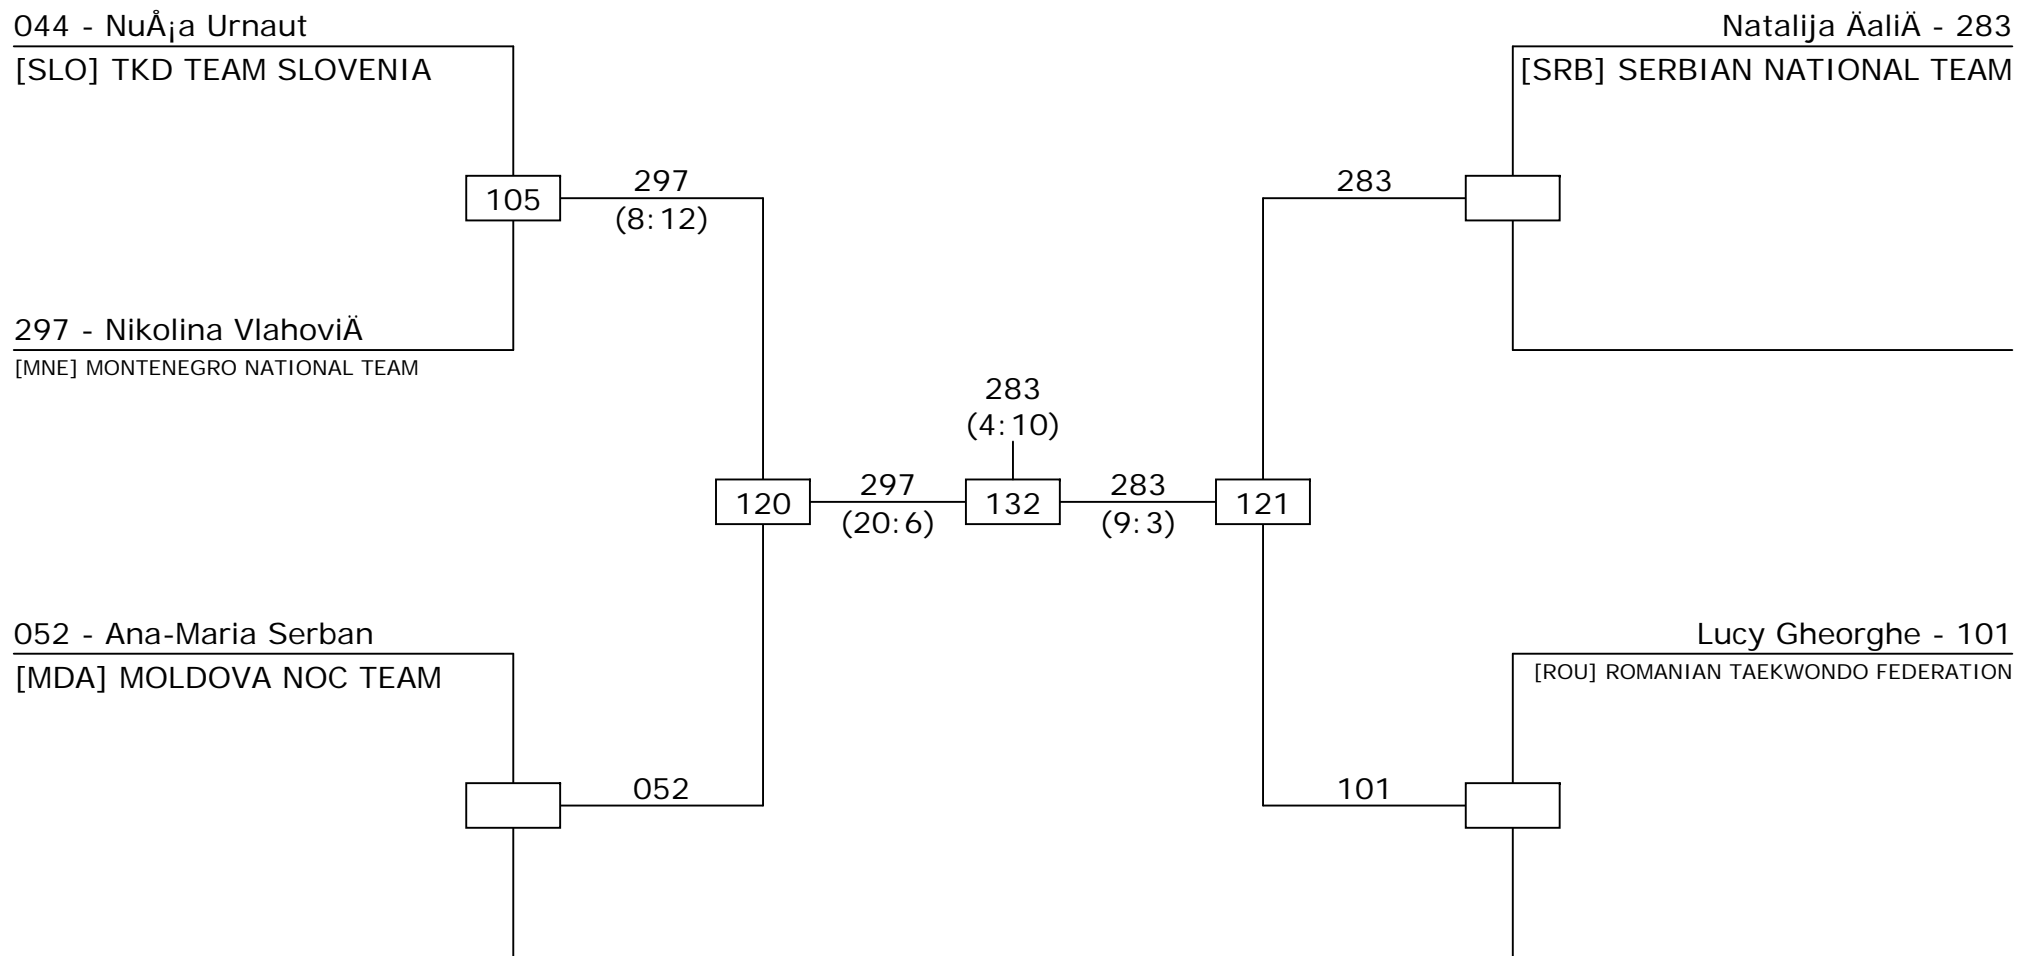 044 - NuÅ¡a Urnaut
[SLO] TKD TEAM SLOVENIA
105
297
(8:12)
297 - Nikolina VlahoviÄ
[MNE] MONTENEGRO NATIONAL TEAM
052 - Ana-Maria Serban
[MDA] MOLDOVA NOC TEAM
052
120
297
(20:6)
283
(4:10)
132
283
(9:3)
121
Natalija ÄaliÄ - 283
[SRB] SERBIAN NATIONAL TEAM
283
Lucy Gheorghe - 101
[ROU] ROMANIAN TAEKWONDO FEDERATION
101